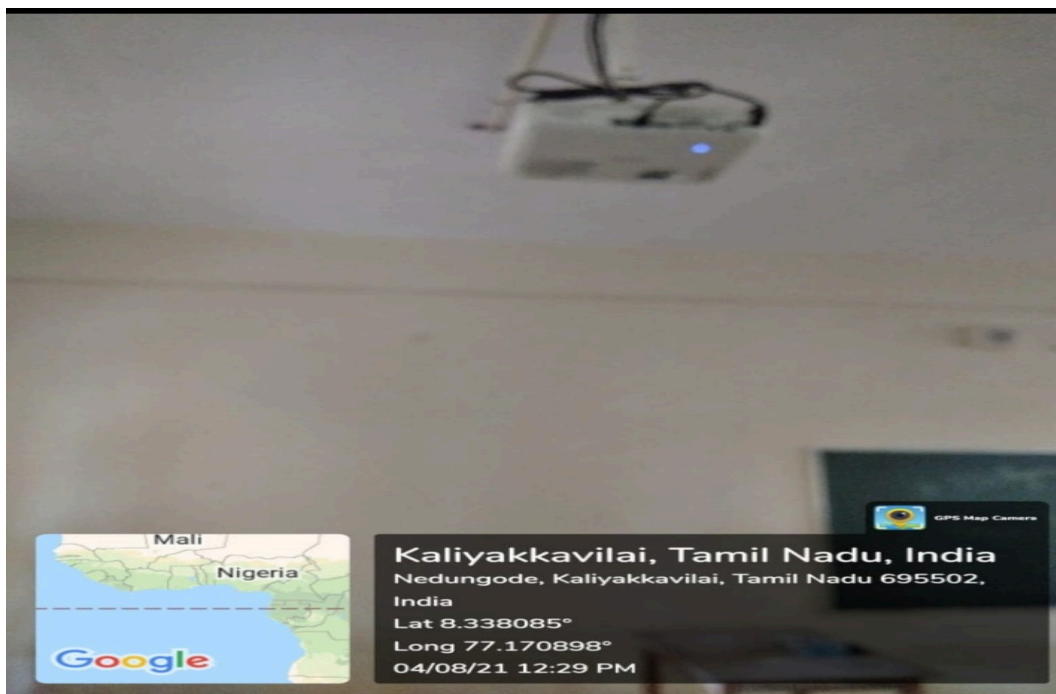 GPS Map Camera
Mali
Nigeria
Google
Kaliyakkavilai, Tamil Nadu, India
Nedungode, Kaliyakkavilai, Tamil Nadu 695502,
India
Lat 8.338085°
Long 77.170898°
04/08/21 12:29 PM